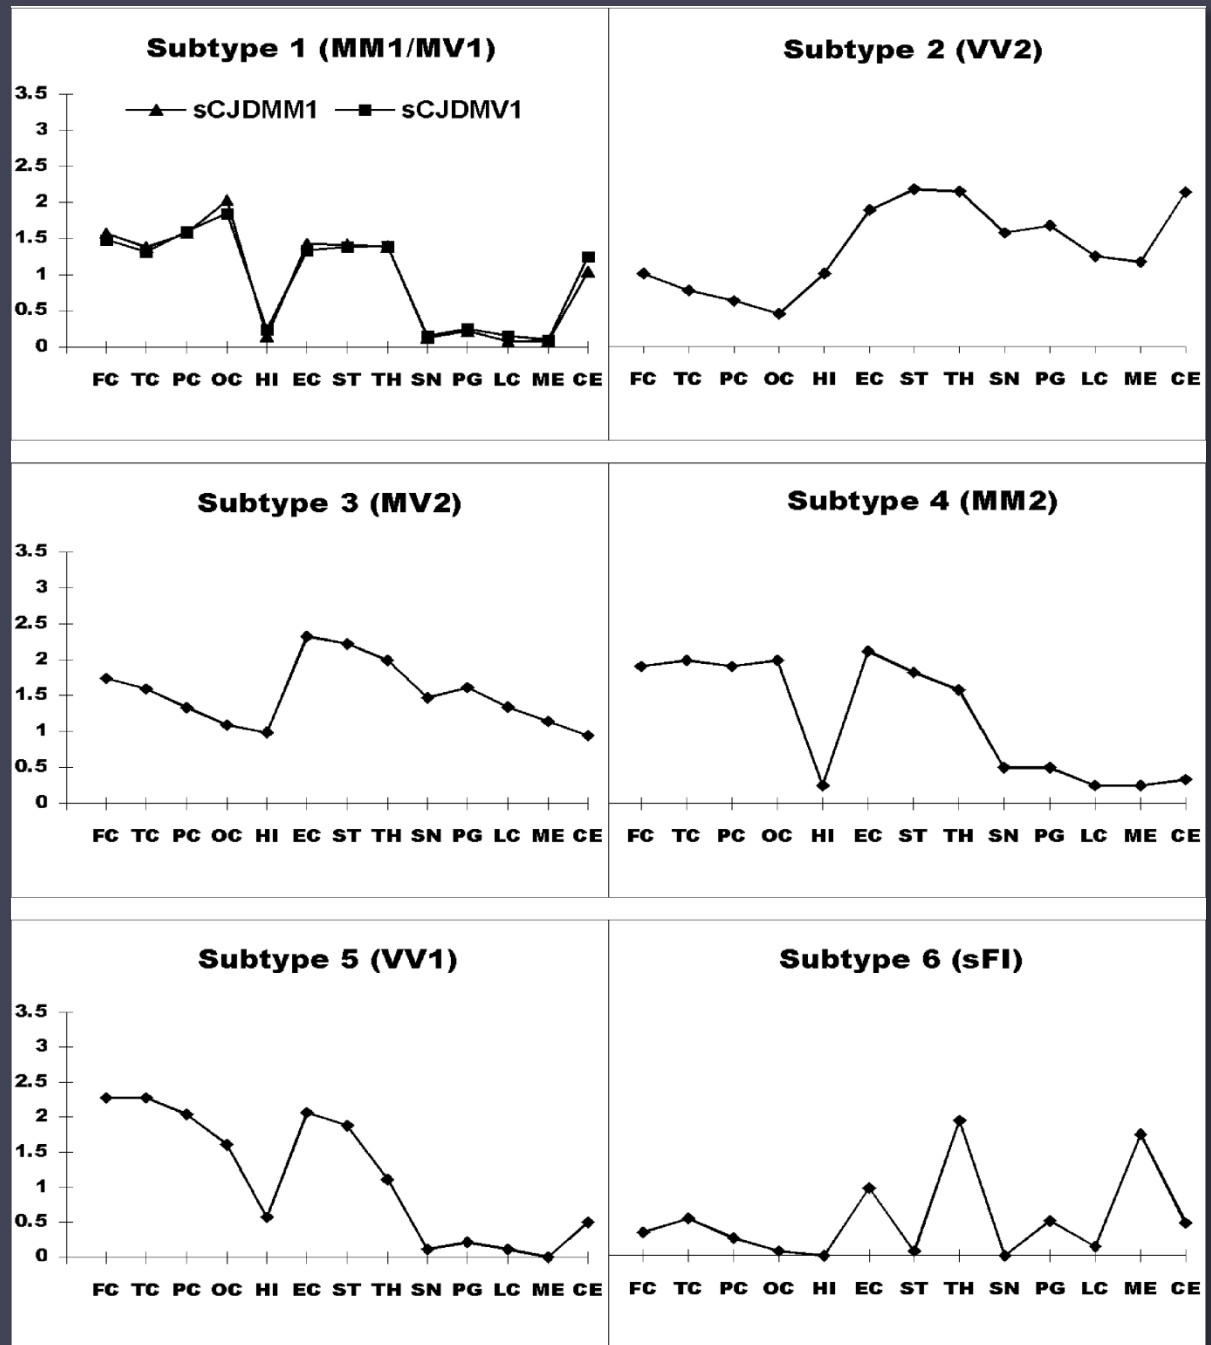 Subtype 1 (MM1/MV1)
3.5
3
2.5
2
1.5
1
0.5
0
sCJDMM1 sCJDMV1
FC TC PC OC HI EC ST TH SN PG LC ME CE
Subtype 2 (VV2)
FC TC PC OC HI EC ST TH SN PG LC ME CE
Subtype 3 (MV2)
3.5
3
2.5
2
1.5
1
0.5
0
FC TC PC OC HI EC ST TH SN PG LC ME CE
Subtype 4 (MM2)
FC TC PC OC HI EC ST TH SN PG LC ME CE
Subtype 5 (VV1)
3.5
3
2.5
2
1.5
1
0.5
0
FC TC PC OC HI EC ST TH SN PG LC ME CE
Subtype 6 (sFI)
FC TC PC OC HI EC ST TH SN PG LC ME CE